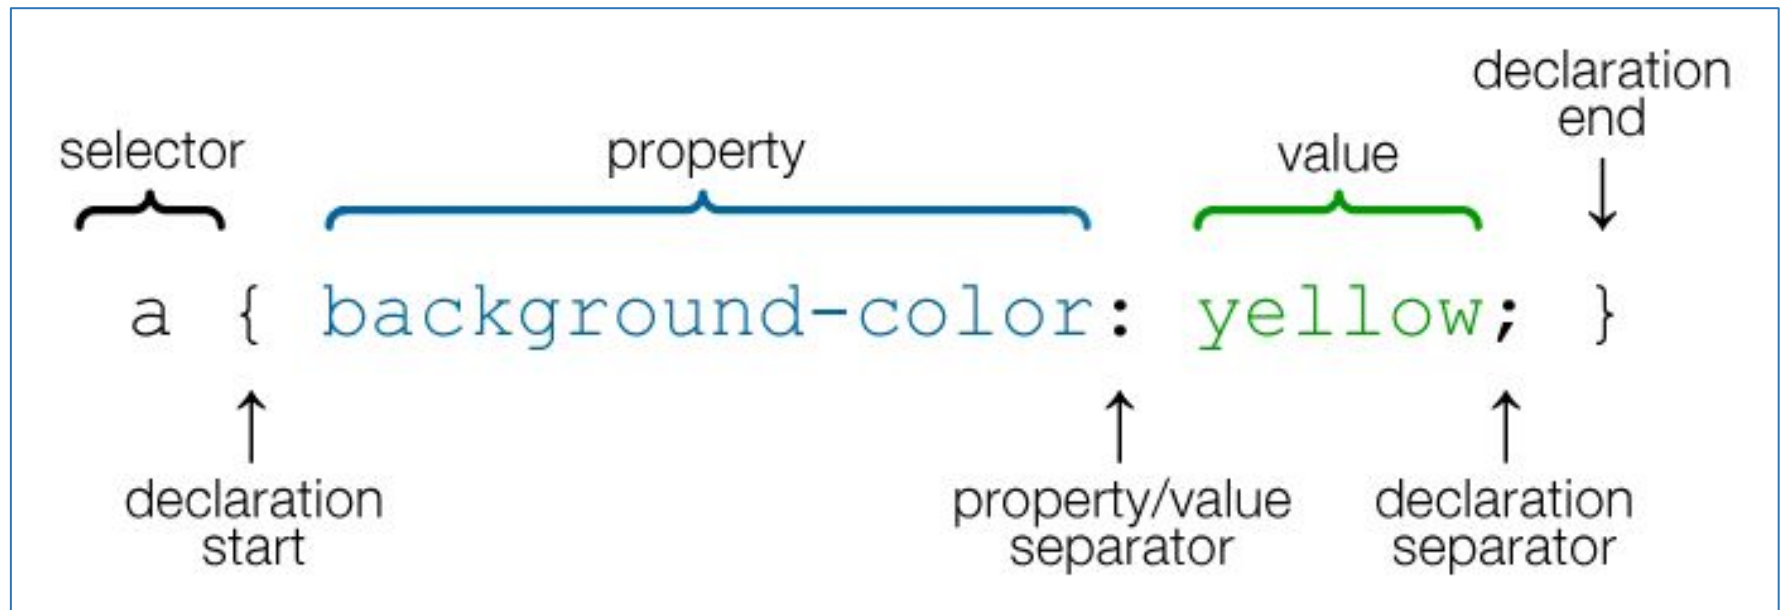 declaration
end
selector
property
value
a { background-color: yellow; }
declaration
start
property/value
separator
declaration
separator